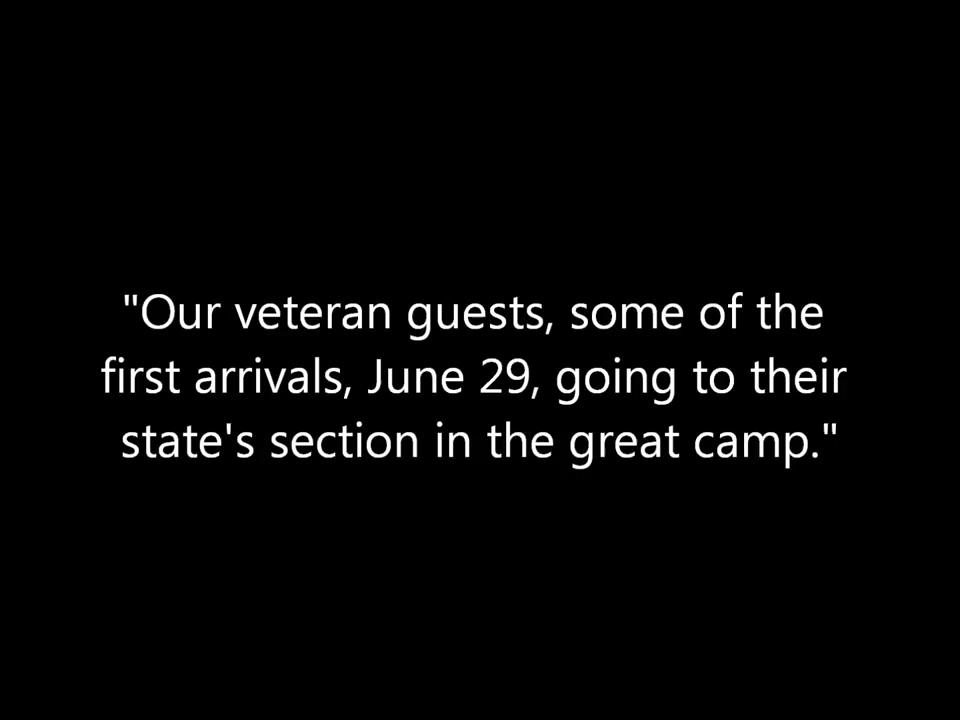 "Our veteran guests, some of the
first arrivals, June 29, going to their
state's section in the great camp."